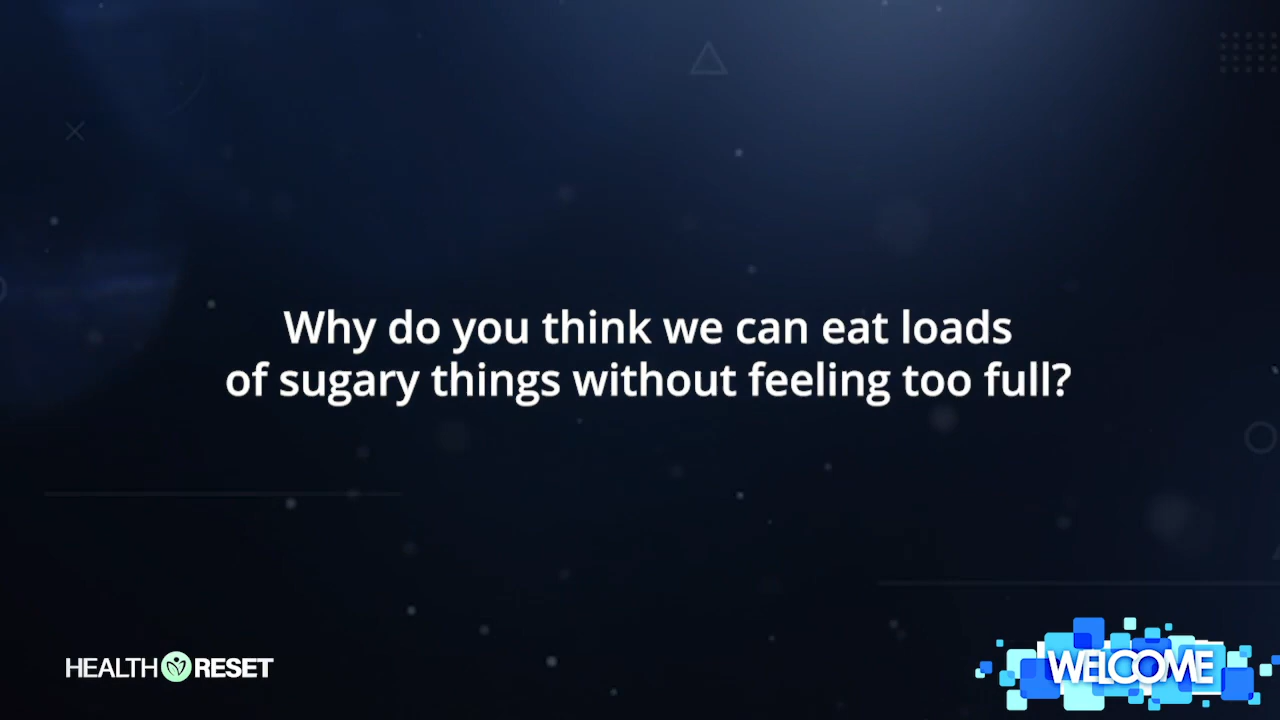 Why do you think we can eat loads
of sugary things without feeling too full?
HEALTH RESET
WELCOME